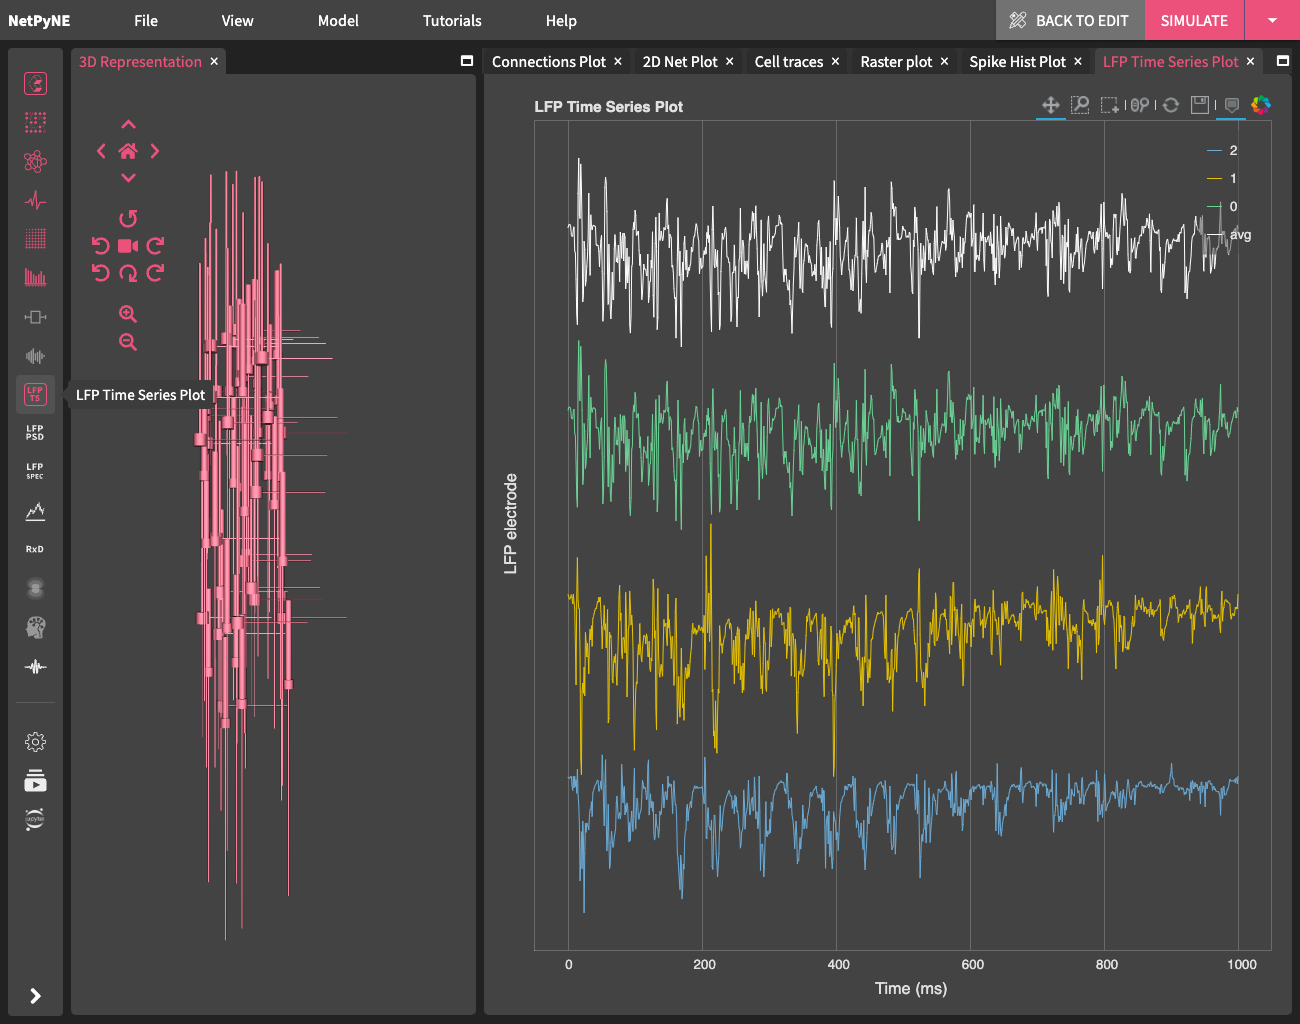 NetPyNE File View Model Tutorials Help BACK TO EDIT SIMULATE
3D Representation × Connections Plot × 2D Net Plot × Cell traces × Raster plot × Spike Hist Plot × LFP Time Series Plot ×
LFP Time Series Plot
2
1
0
avg
LFP
TS
LFP Time Series Plot
LFP
PSD
LFP
SPEC
RxD
jupyter
LFP electrode
0 200 400 600 800 1000
Time (ms)